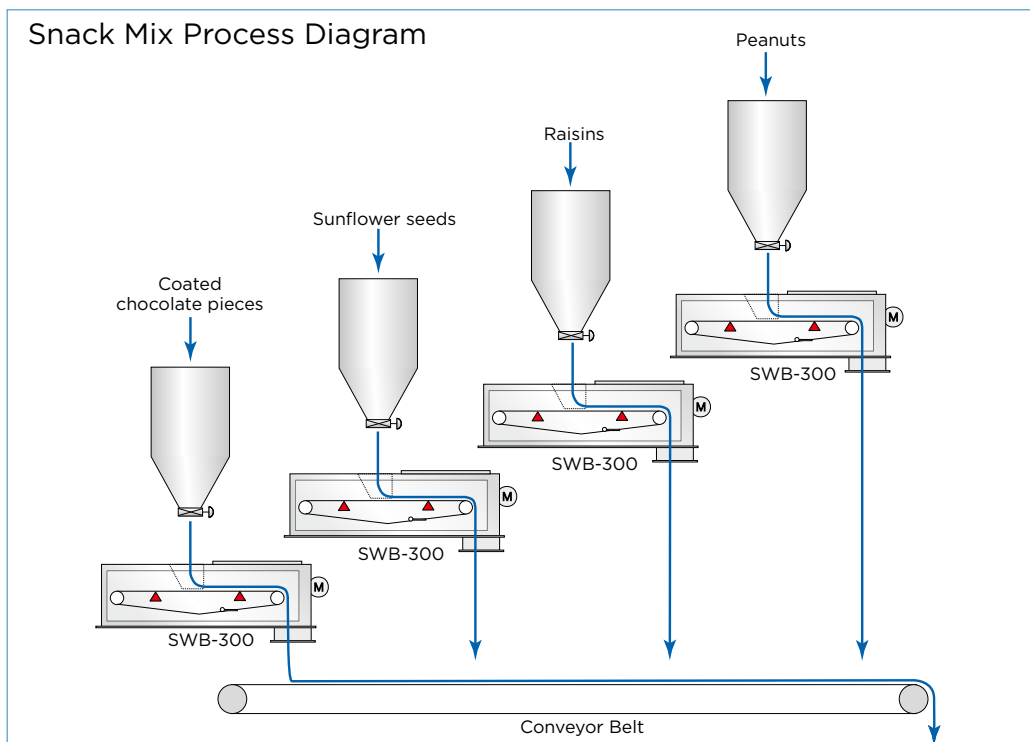 Snack Mix Process Diagram
Peanuts
Raisins
Sunflower seeds
Coated
chocolate pieces
M
SWB-300
M
SWB-300
M
SWB-300
M
SWB-300
Conveyor Belt